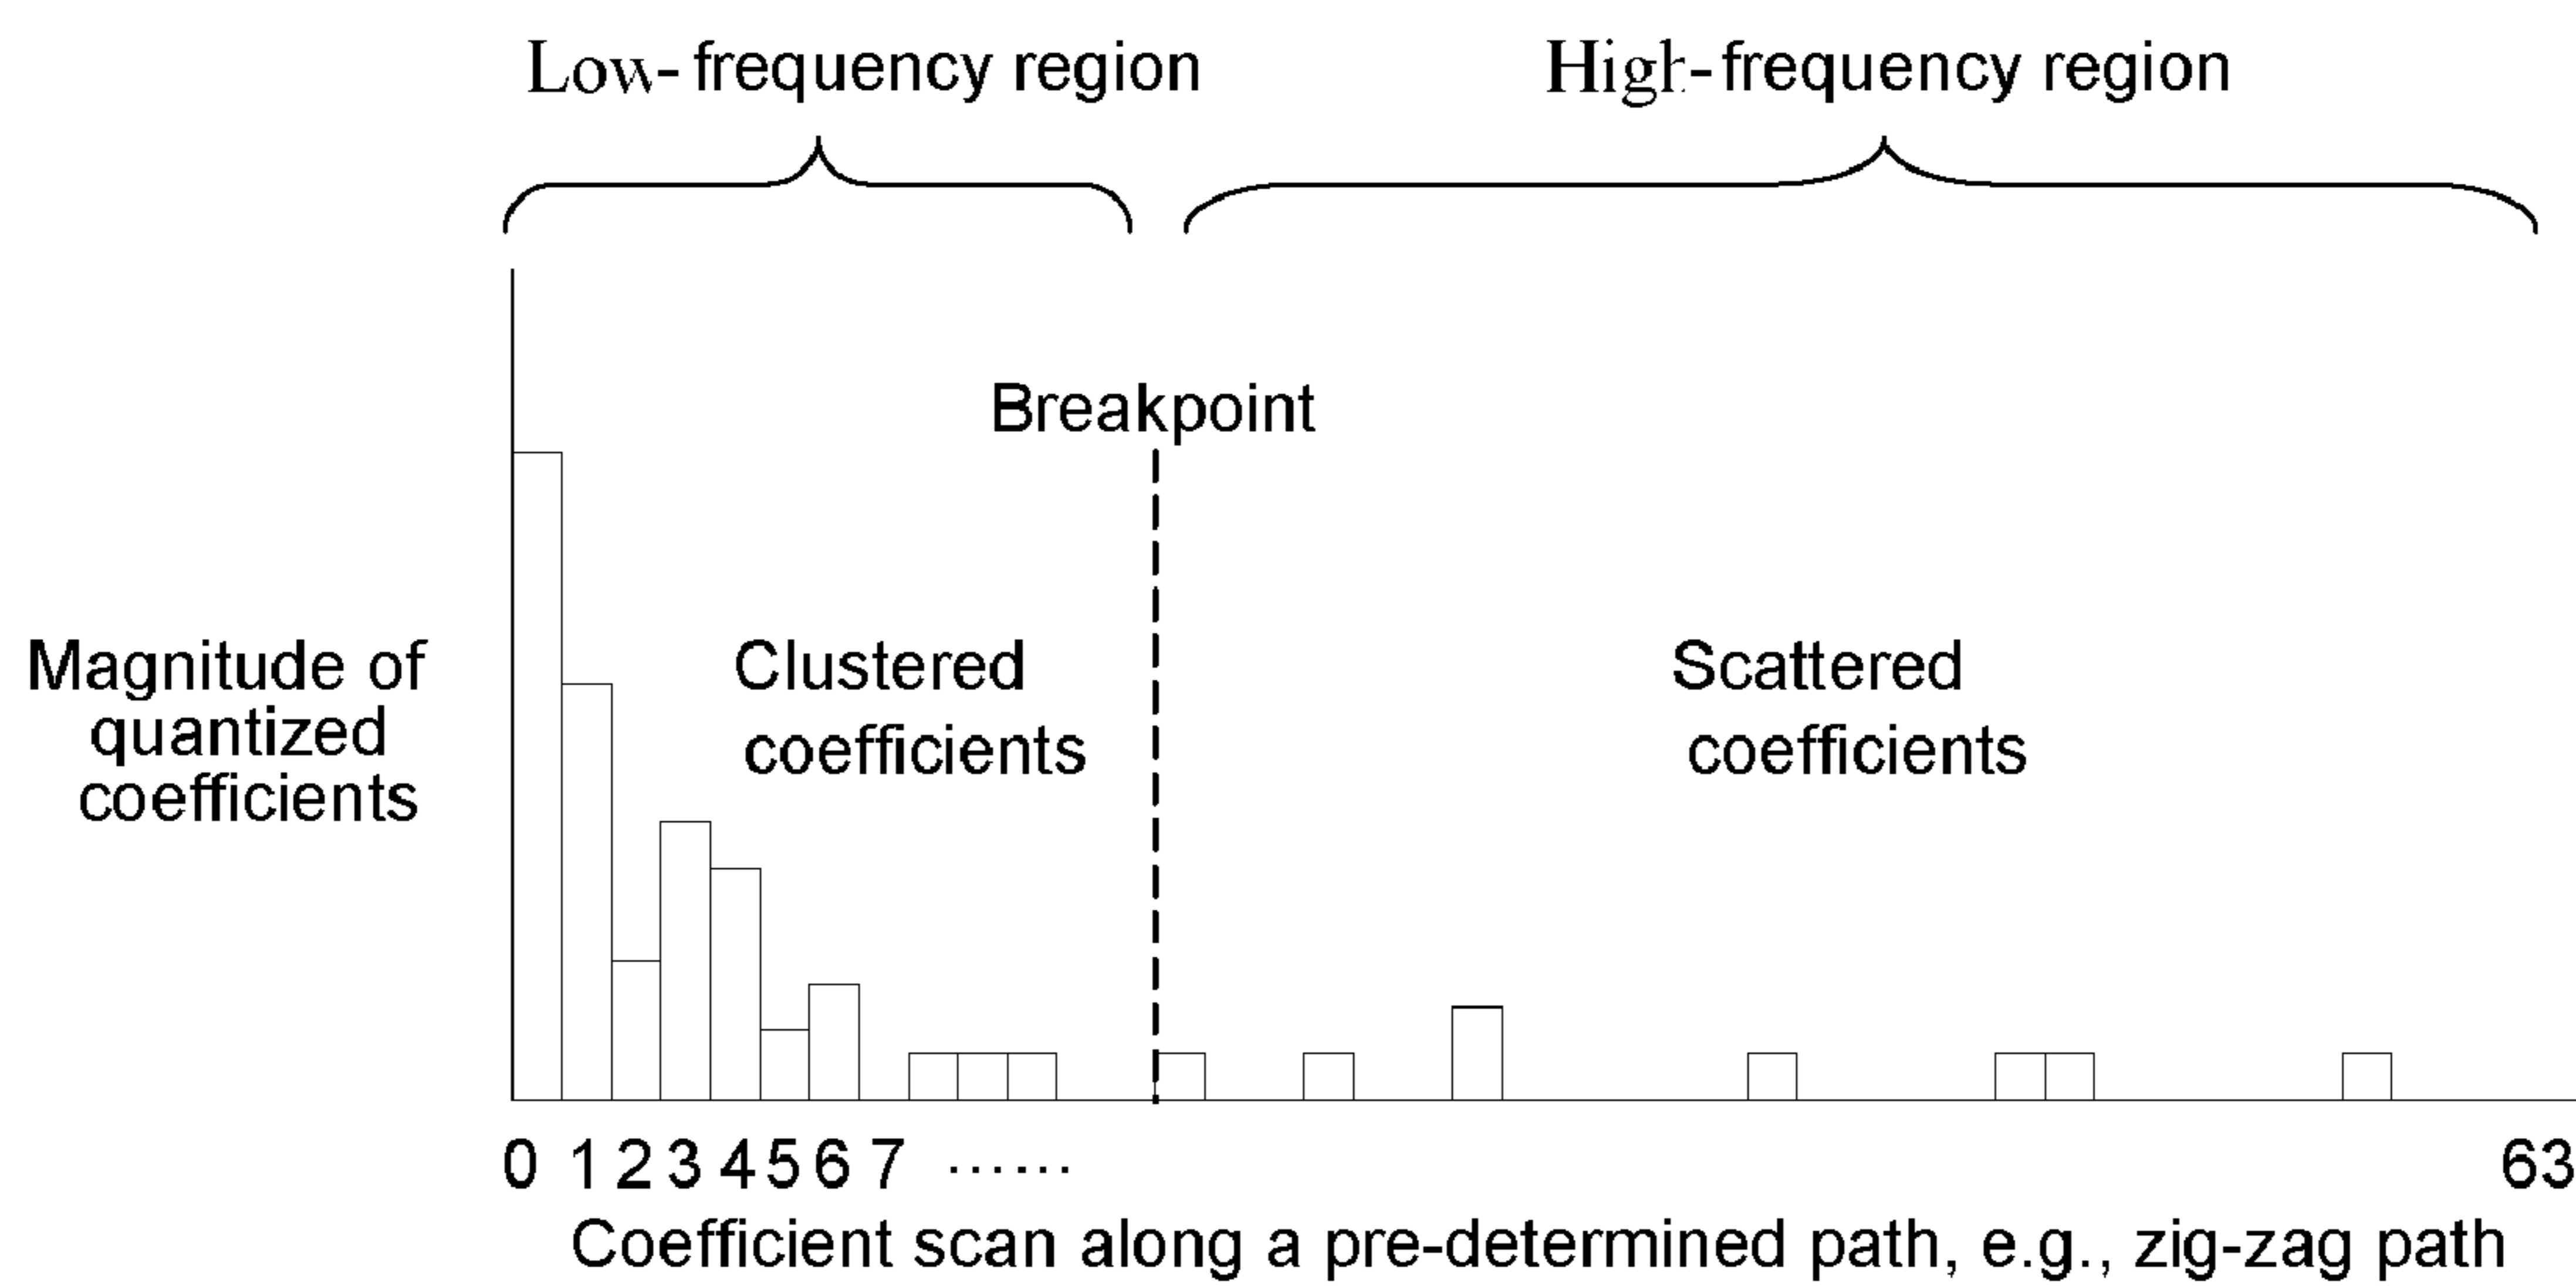 Low-frequency region
High-frequency region
Breakpoint
Magnitude of
quantized
coefficients
Clustered
coefficients
Scattered
coefficients
0 1 2 3 4 5 6 7 ...... 63
Coefficient scan along a pre-determined path, e.g., zig-zag path